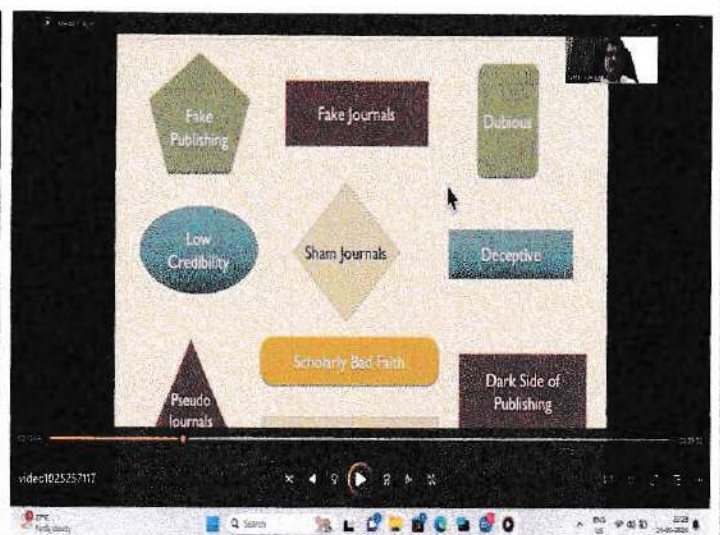 Fake
Publishing
Fake Journals
Dubious
Low
Credibility
Sham Journals
Deceptive
Scholarly Bad Faith
Pseudo
Journals
Dark Side of
Publishing
video1025257117
Search